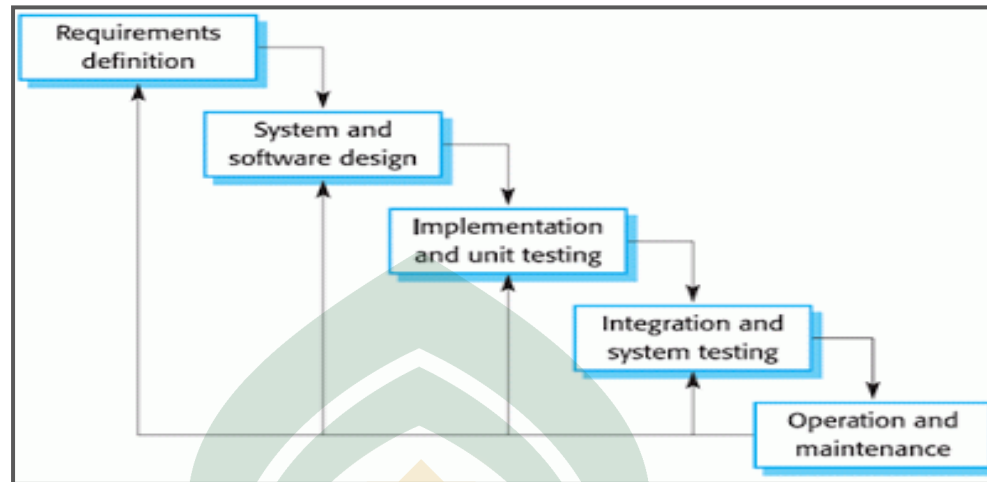 Requirements
definition
System and
software design
Implementation
and unit testing
Integration and
system testing
Operation and
maintenance